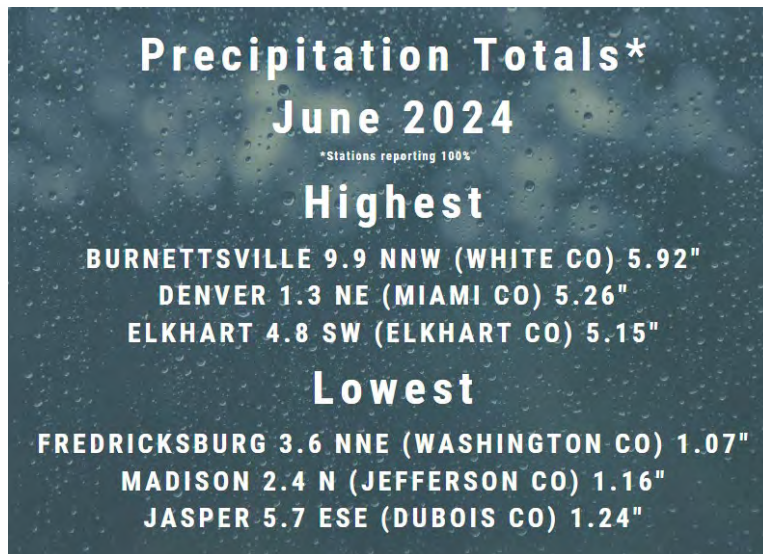 Precipitation Totals*
June 2024
*Stations reporting 100%
Highest
BURNETTSVILLE 9.9 NNW (WHITE CO) 5.92"
DENVER 1.3 NE (MIAMI CO) 5.26"
ELKHART 4.8 SW (ELKHART CO) 5.15"
Lowest
FREDRICKSBURG 3.6 NNE (WASHINGTON CO) 1.07"
MADISON 2.4 N (JEFFERSON CO) 1.16"
JASPER 5.7 ESE (DUBOIS CO) 1.24"